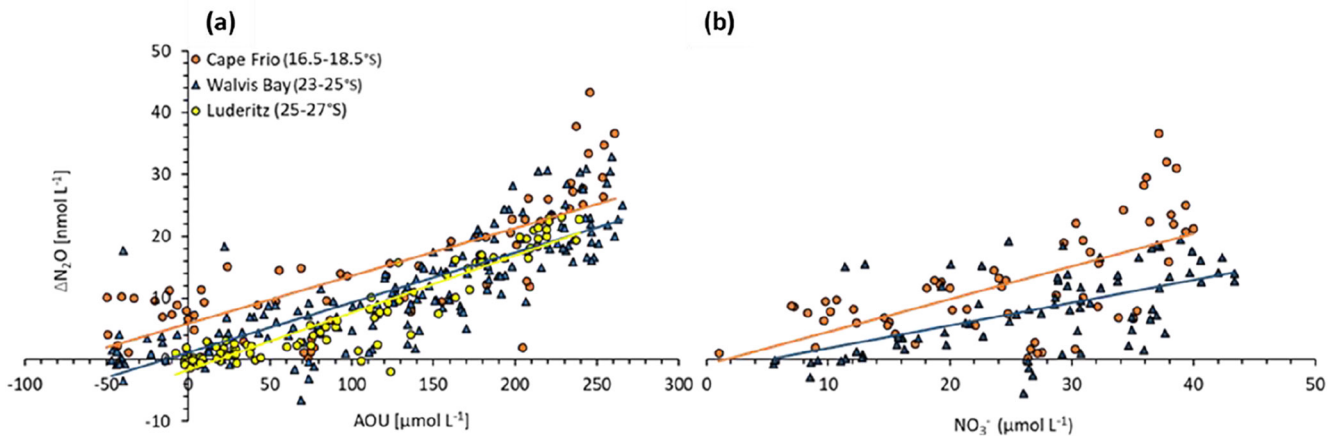 (a)
(b)
50
40
30
20
10
0
-10
ΔN₂O [nmol L⁻¹]
Cape Frio (16.5-18.5°S)
Walvis Bay (23-25°S)
Luderitz (25-27°S)
-100 -50 0 50 100 150 200 250 300
AOU [μmol L⁻¹]
0 10 20 30 40 50
NO₃⁻ (μmol L⁻¹)